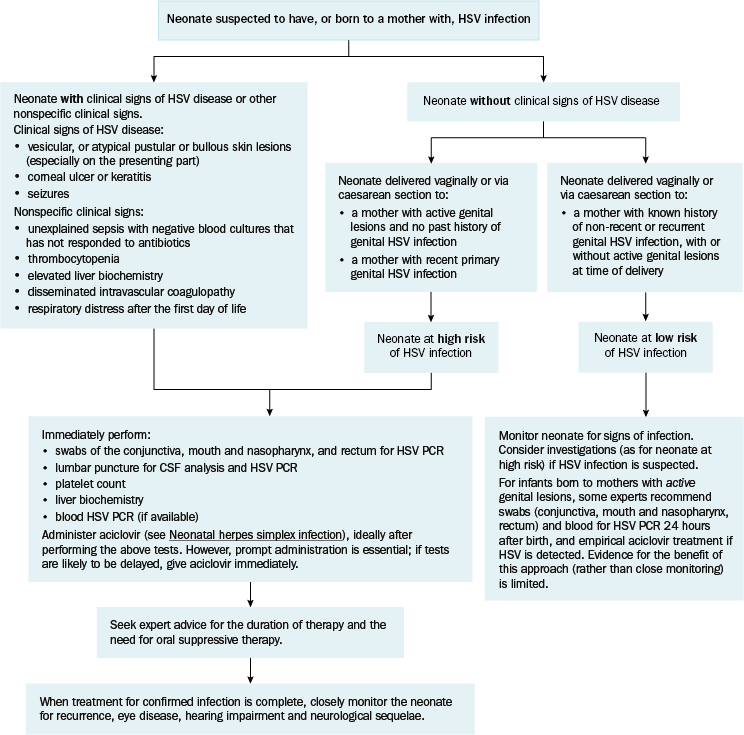 Neonate suspected to have, or born to a mother with, HSV infection
Neonate with clinical signs of HSV disease or other
nonspecific clinical signs.
Clinical signs of HSV disease:
• vesicular, or atypical pustular or bullous skin lesions
(especially on the presenting part)
• corneal ulcer or keratitis
• seizures
Nonspecific clinical signs:
• unexplained sepsis with negative blood cultures that
has not responded to antibiotics
• thrombocytopenia
• elevated liver biochemistry
• disseminated intravascular coagulopathy
• respiratory distress after the first day of life
Neonate without clinical signs of HSV disease
Neonate delivered vaginally or via
caesarean section to:
• a mother with active genital
lesions and no past history of
genital HSV infection
• a mother with recent primary
genital HSV infection
Neonate delivered vaginally or via
caesarean section to:
• a mother with known history
of non-recent or recurrent
genital HSV infection, with or
without active genital lesions
at time of delivery
Neonate at high risk
of HSV infection
Neonate at low risk
of HSV infection
Immediately perform:
• swabs of the conjunctiva, mouth and nasopharynx, and rectum for HSV PCR
• lumbar puncture for CSF analysis and HSV PCR
• platelet count
• liver biochemistry
• blood HSV PCR (if available)
Administer aciclovir (see Neonatal herpes simplex infection), ideally after
performing the above tests. However, prompt administration is essential; if tests
are likely to be delayed, give aciclovir immediately.
Monitor neonate for signs of infection.
Consider investigations (as for neonate at
high risk) if HSV infection is suspected.
For infants born to mothers with active
genital lesions, some experts recommend
swabs (conjunctiva, mouth and nasopharynx,
rectum) and blood for HSV PCR 24 hours
after birth, and empirical aciclovir treatment if
HSV is detected. Evidence for the benefit of
this approach (rather than close monitoring)
is limited.
Seek expert advice for the duration of therapy and the
need for oral suppressive therapy.
When treatment for confirmed infection is complete, closely monitor the neonate
for recurrence, eye disease, hearing impairment and neurological sequelae.